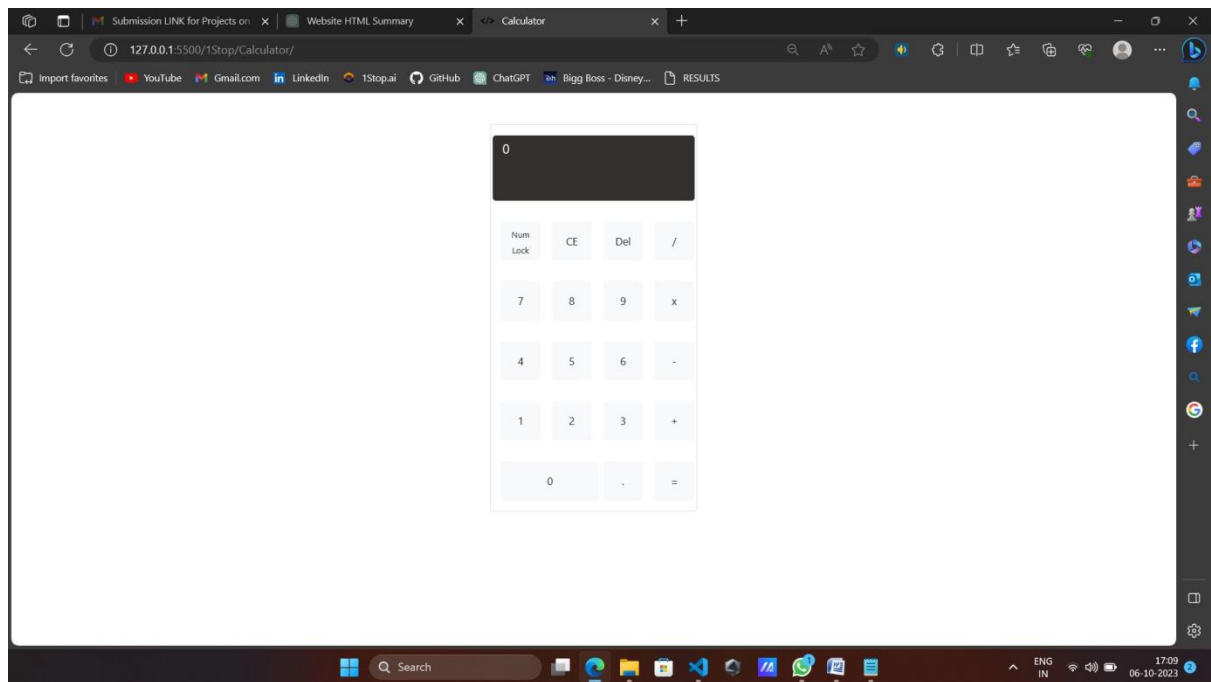 Submission LINK for Projects on
Website HTML Summary
Calculator
127.0.0.1:5500/1Stop/Calculator/
Import favorites
YouTube
Gmail.com
LinkedIn
1Stop.ai
GitHub
ChatGPT
Bigg Boss - Disney...
RESULTS
0
Num
Lock
CE
Del
/
7
8
9
x
4
5
6
-
1
2
3
+
0
.
=
Search
ENG
IN
17:09
06-10-2023
2